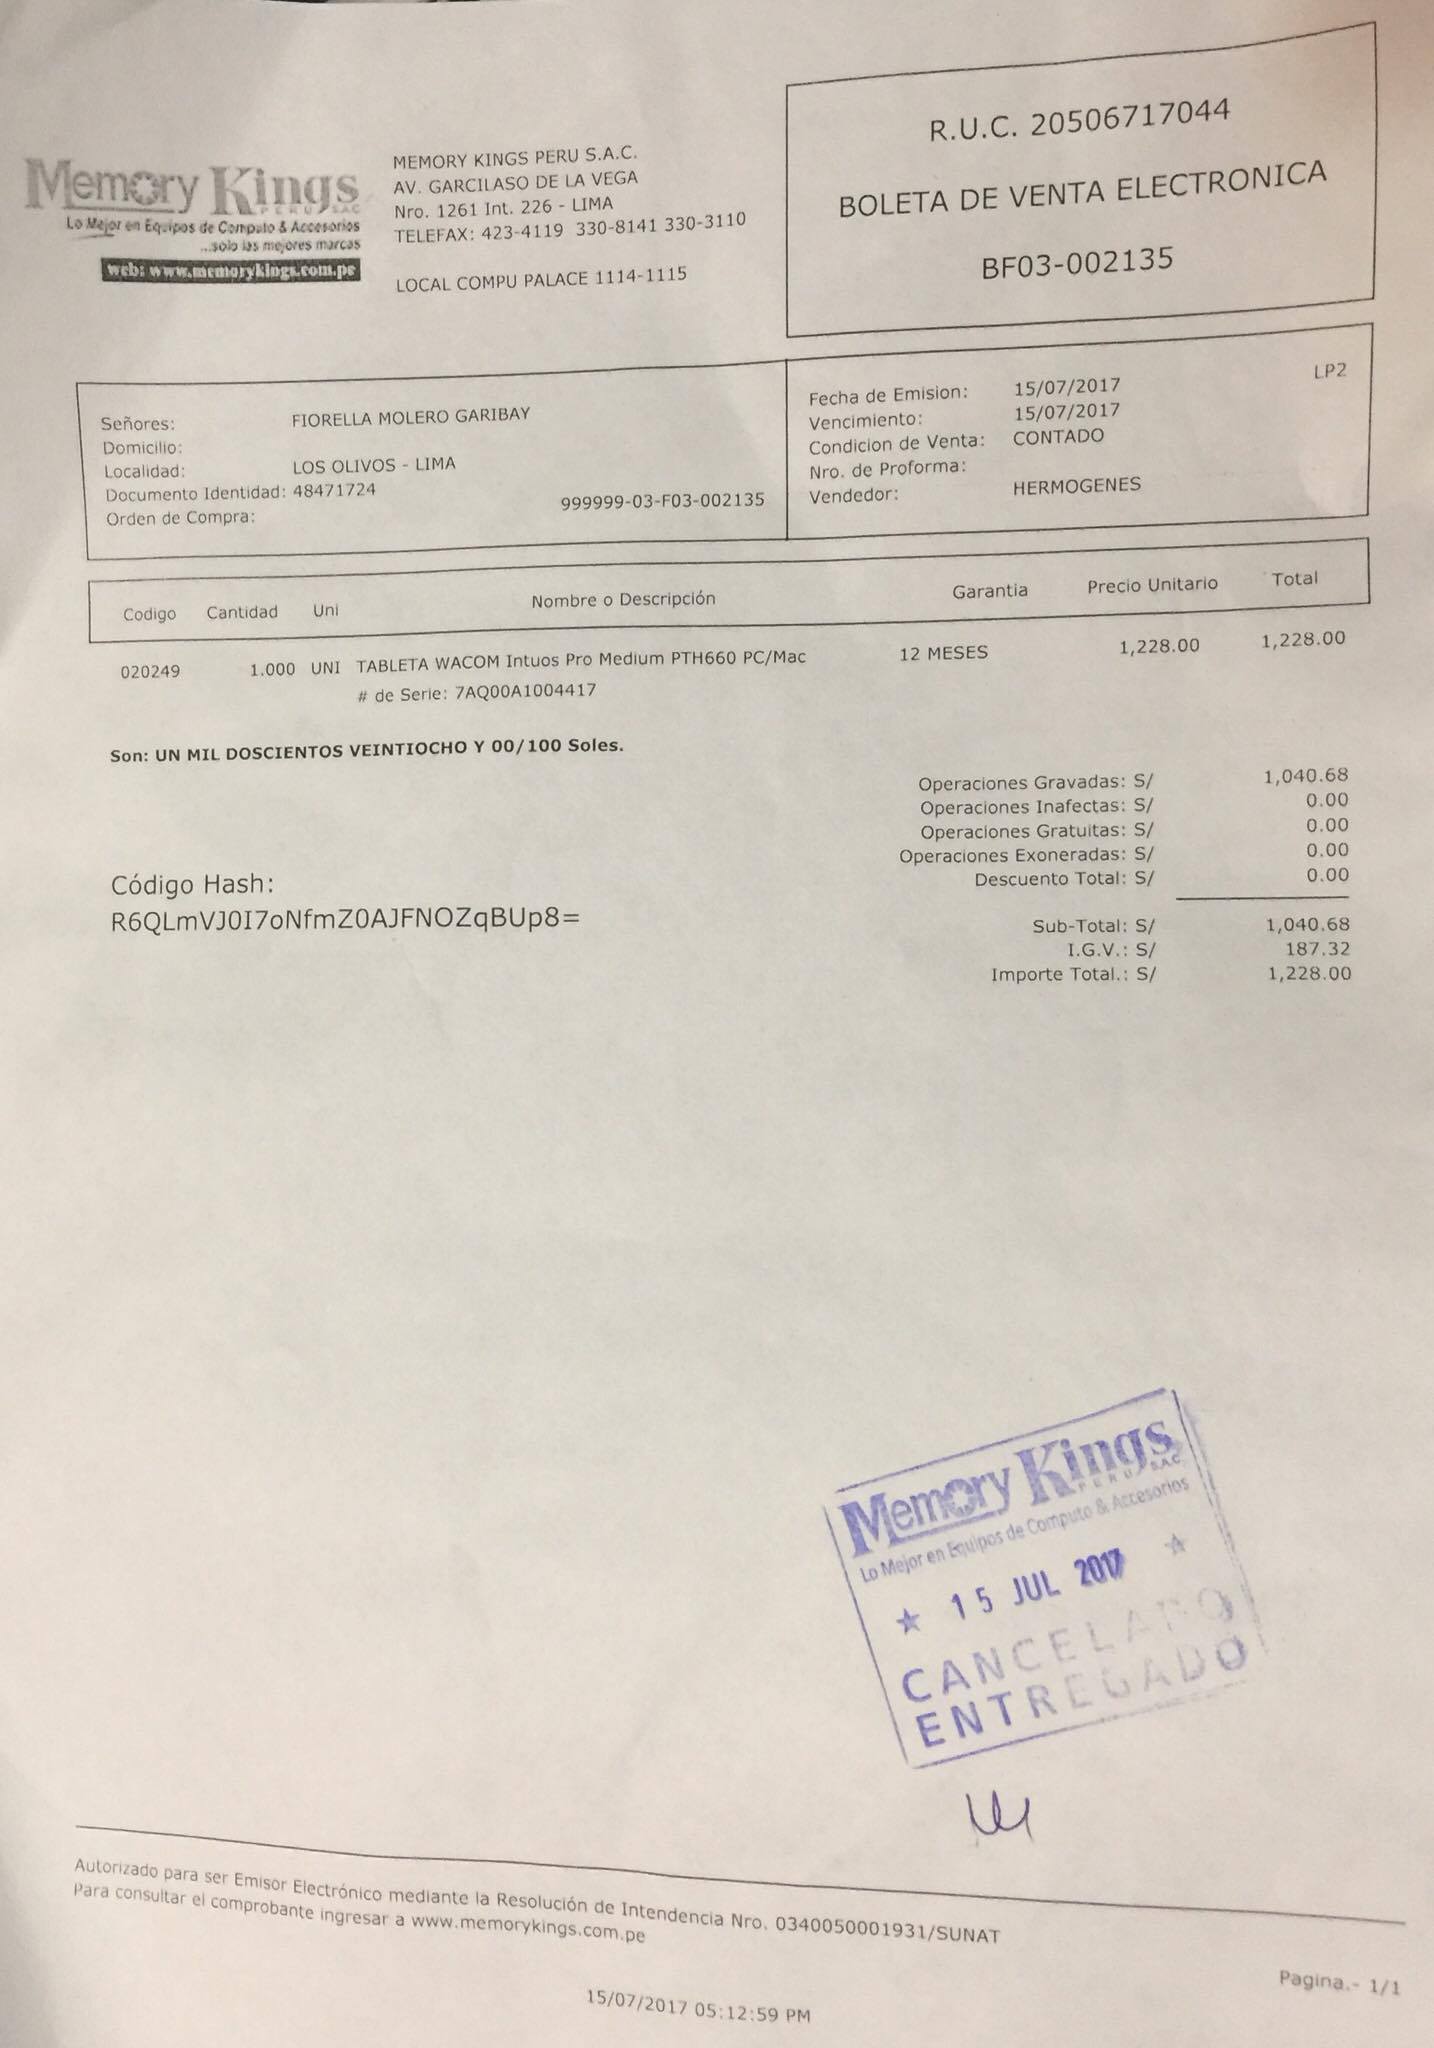 Memory Kings
PERU SAC
Lo Mejor en Equipos de Computo & Accesorios
...solo las mejores marcas
web: www.memorykings.com.pe
MEMORY KINGS PERU S.A.C.
AV. GARCILASO DE LA VEGA
Nro. 1261 Int. 226 - LIMA
TELEFAX: 423-4119 330-8141 330-3110
LOCAL COMPU PALACE 1114-1115
R.U.C. 20506717044
BOLETA DE VENTA ELECTRONICA
BF03-002135
Señores: FIORELLA MOLERO GARIBAY
Domicilio:
Localidad: LOS OLIVOS - LIMA
Documento Identidad: 48471724
Orden de Compra: 999999-03-F03-002135
LP2
Fecha de Emision: 15/07/2017
Vencimiento: 15/07/2017
Condicion de Venta: CONTADO
Nro. de Proforma:
Vendedor: HERMOGENES
Codigo Cantidad Uni Nombre o Descripción Garantia Precio Unitario Total
020249 1.000 UNI TABLETA WACOM Intuos Pro Medium PTH660 PC/Mac 12 MESES 1,228.00 1,228.00
# de Serie: 7AQ00A1004417
Son: UN MIL DOSCIENTOS VEINTIOCHO Y 00/100 Soles.
Operaciones Gravadas: S/ 1,040.68
Operaciones Inafectas: S/ 0.00
Operaciones Gratuitas: S/ 0.00
Operaciones Exoneradas: S/ 0.00
Descuento Total: S/ 0.00
Código Hash:
R6QLmVJ0I7oNfmZ0AJFNOZqBUp8=
Sub-Total: S/ 1,040.68
I.G.V.: S/ 187.32
Importe Total.: S/ 1,228.00
Memory Kings
PERU S.A.C.
Lo Mejor en Equipos de Computo & Accesorios
15 JUL 2017
CANCELADO
ENTREGADO
Autorizado para ser Emisor Electrónico mediante la Resolución de Intendencia Nro. 0340050001931/SUNAT
Para consultar el comprobante ingresar a www.memorykings.com.pe
Pagina.- 1/1
15/07/2017 05:12:59 PM